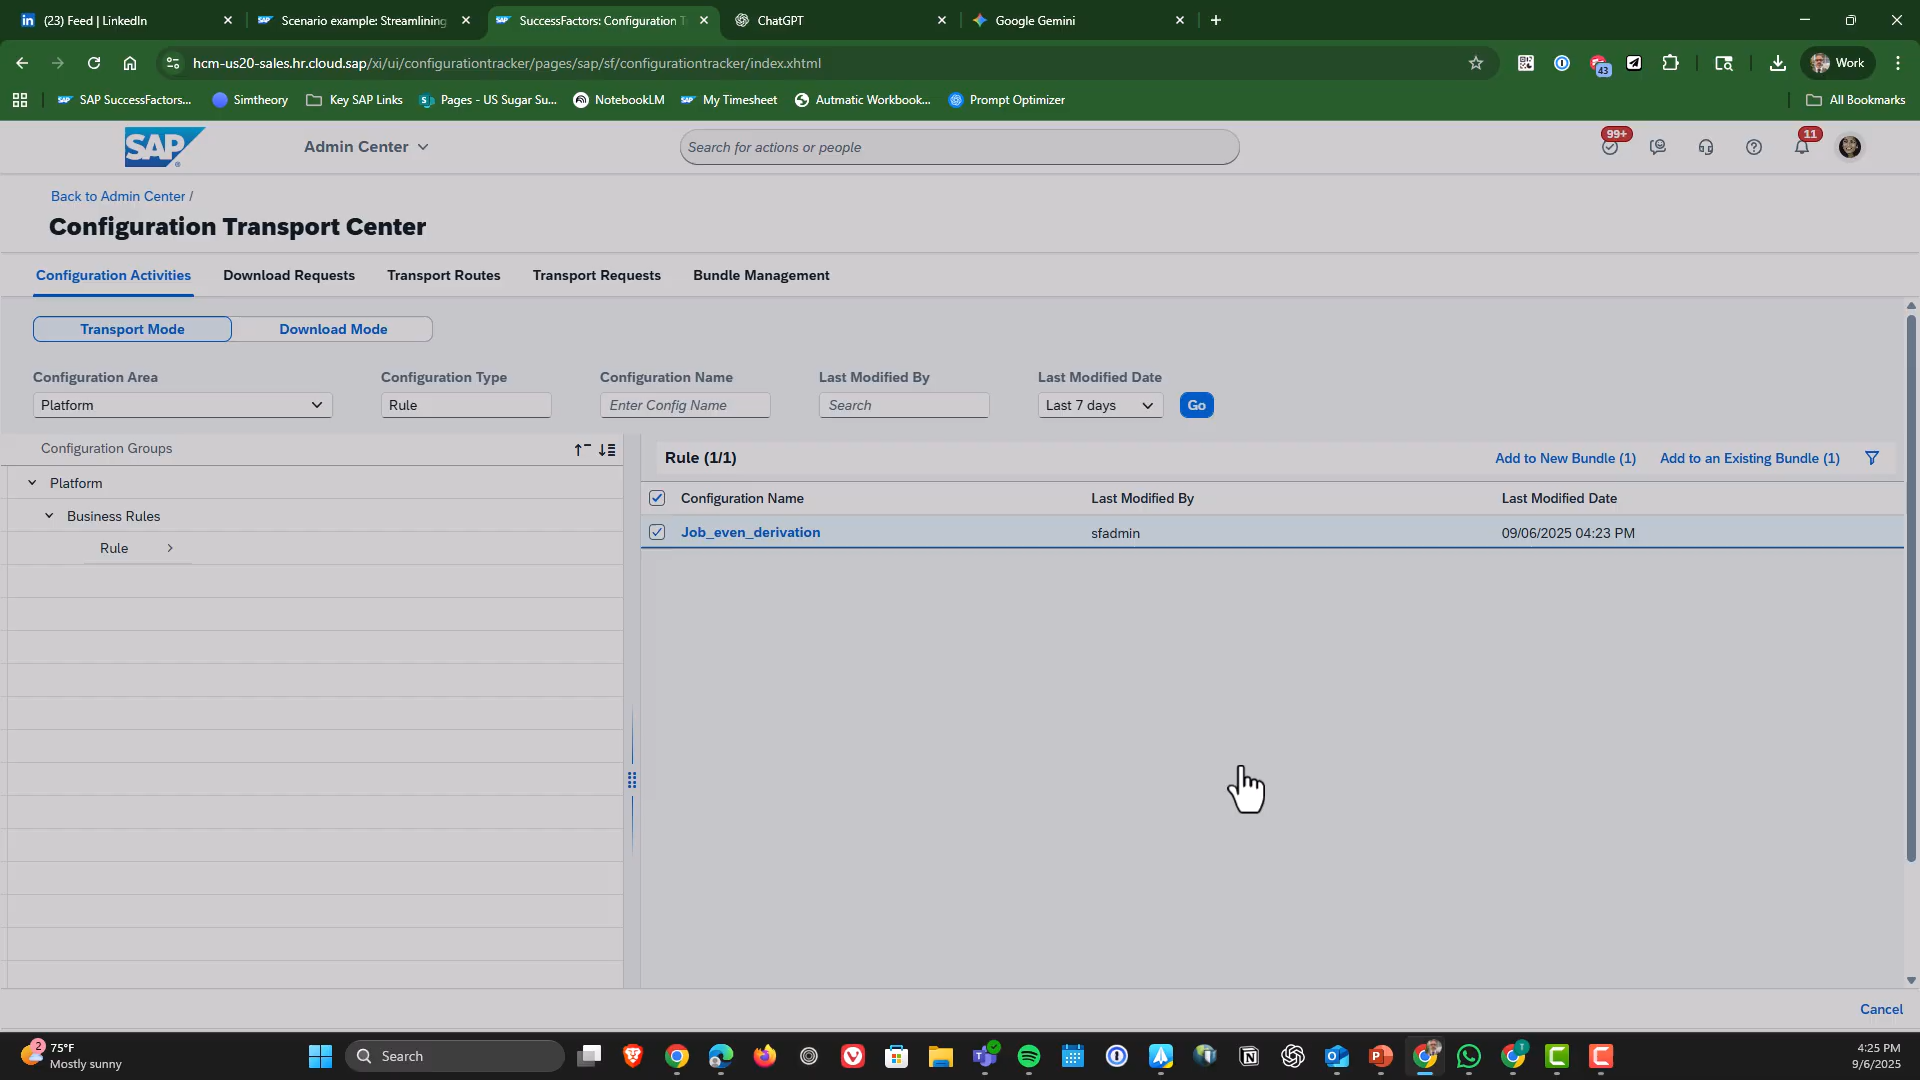 (23) Feed | LinkedIn
Scenario example: Streamlining
SuccessFactors: Configuration T
ChatGPT
Google Gemini
hcm-us20-sales.hr.cloud.sap/xi/ui/configurationtracker/pages/sap/sf/configurationtracker/index.xhtml
43
Work
SAP SuccessFactors...
Simtheory
Key SAP Links
Pages - US Sugar Su...
NotebookLM
My Timesheet
Autmatic Workbook...
Prompt Optimizer
All Bookmarks
SAP
Admin Center
Search for actions or people
99+
11
Back to Admin Center /
Configuration Transport Center
Configuration Activities
Download Requests
Transport Routes
Transport Requests
Bundle Management
Transport Mode
Download Mode
Configuration Area
Configuration Type
Configuration Name
Last Modified By
Last Modified Date
Platform
Rule
Enter Config Name
Search
Last 7 days
Go
Configuration Groups
Rule (1/1)
Add to New Bundle (1)
Add to an Existing Bundle (1)
Platform
Configuration Name
Last Modified By
Last Modified Date
Business Rules
Job_even_derivation
sfadmin
09/06/2025 04:23 PM
Rule
Cancel
2
75°F
Mostly sunny
Search
4:25 PM
9/6/2025